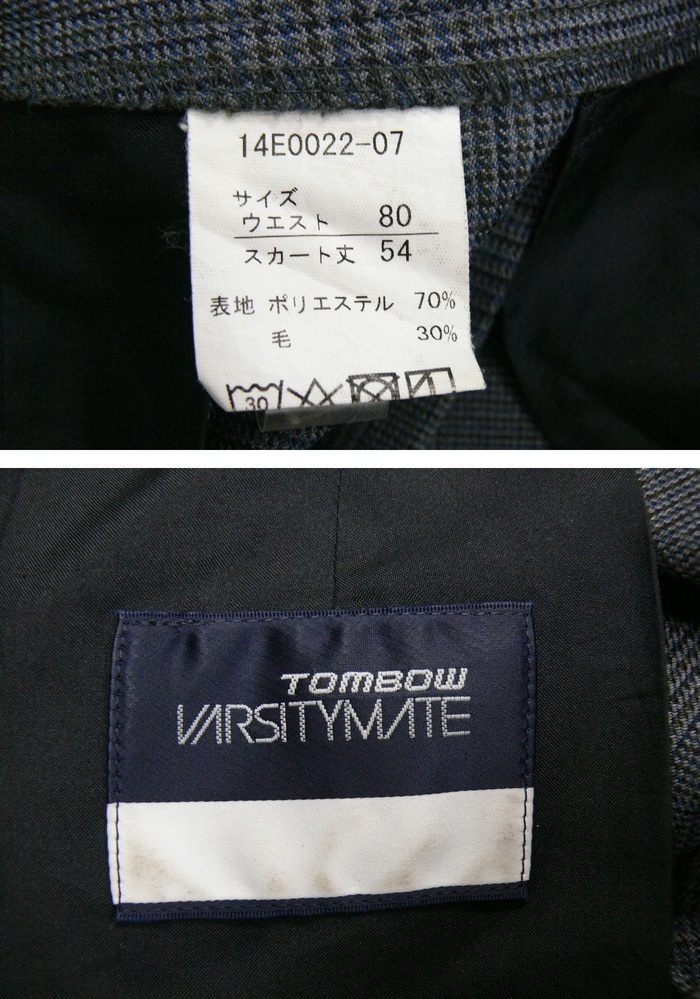 14E0022-07
サイズ
ウエスト 80
スカート丈 54
表地 ポリエステル 70%
毛 30%
30
TOMBOW
VARSITYMATE